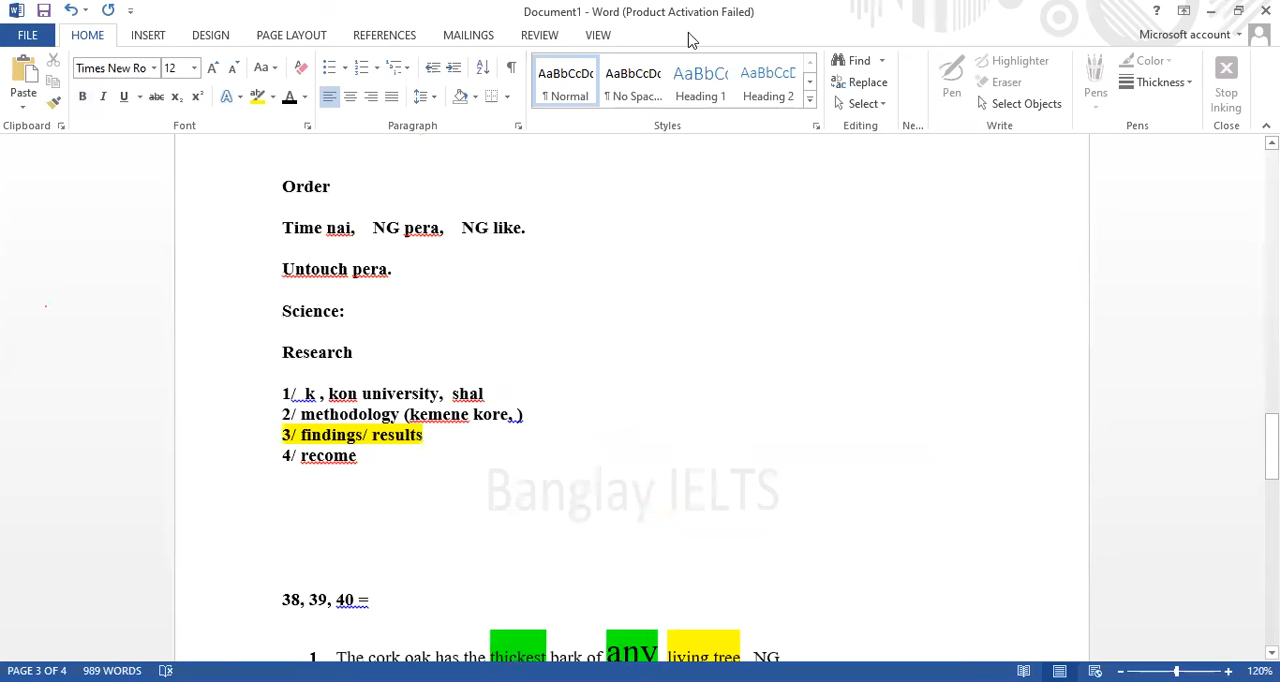 Document1 - Word (Product Activation Failed)
FILE HOME INSERT DESIGN PAGE LAYOUT REFERENCES MAILINGS REVIEW VIEW Microsoft account
Paste
Times New Ro 12 Aa
AaBbCcDc AaBbCcDc AaBbCc AaBbCcD
¶ Normal ¶ No Spac... Heading 1 Heading 2
Find
Replace
Select
Pen
Highlighter
Eraser
Select Objects
Pens
Color
Thickness
Stop
Inking
Clipboard Font Paragraph Styles Editing Ne... Write Pens Close
Order
Time nai, NG pera, NG like.
Untouch pera.
Science:
Research
1/ k , kon university, shal
2/ methodology (kemene kore, )
3/ findings/ results
4/ recome
Banglay IELTS
38, 39, 40 =
1 The cork oak has the thickest bark of any living tree NG
PAGE 3 OF 4 989 WORDS 120%